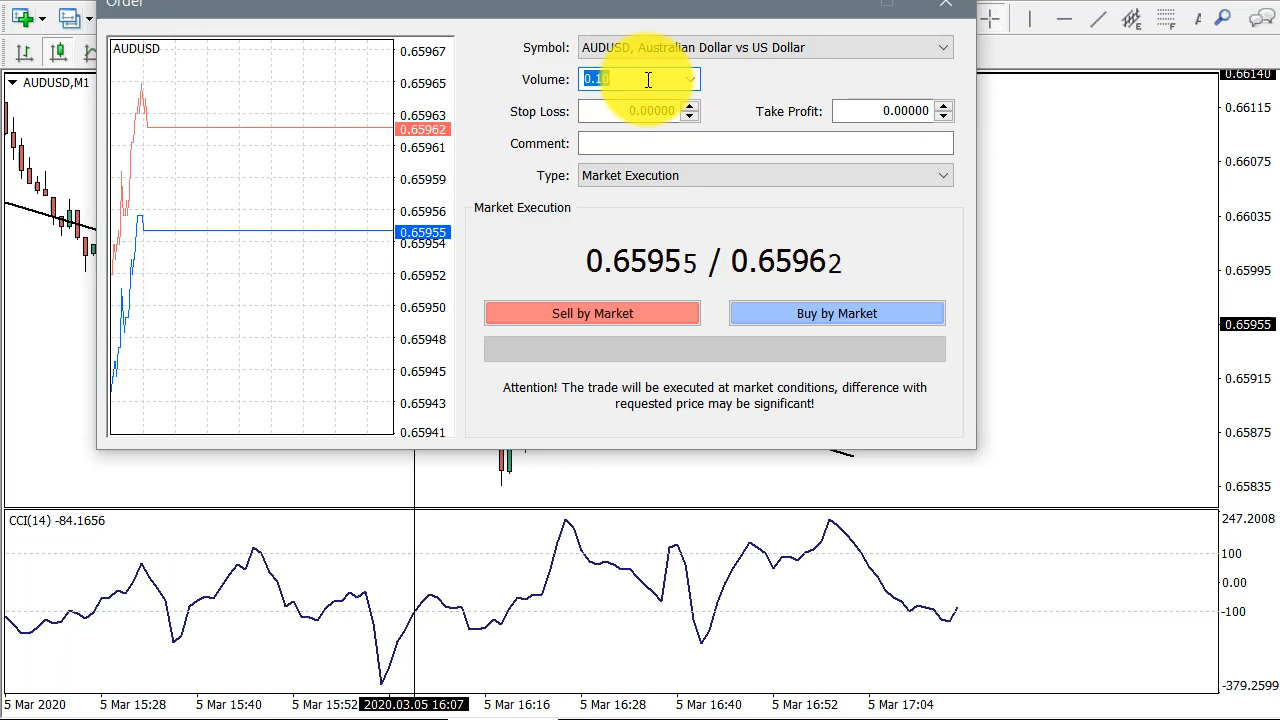 Order
AUDUSD
0.65967
0.65965
0.65963
0.65962
0.65961
0.65959
0.65956
0.65955
0.65954
0.65952
0.65950
0.65948
0.65945
0.65943
0.65941
Symbol: AUDUSD, Australian Dollar vs US Dollar
Volume: 0.10
Stop Loss: 0.00000 Take Profit: 0.00000
Comment:
Type: Market Execution
Market Execution
0.65955 / 0.65962
Sell by Market Buy by Market
Attention! The trade will be executed at market conditions, difference with
requested price may be significant!
AUDUSD,M1
0.66140
0.66115
0.66075
0.66035
0.65995
0.65955
0.65915
0.65875
0.65835
CCI(14) -84.1656
247.2008
100
0.00
-100
-379.2599
5 Mar 2020 5 Mar 15:28 5 Mar 15:40 5 Mar 15:52 2020.03.05 16:07 5 Mar 16:16 5 Mar 16:28 5 Mar 16:40 5 Mar 16:52 5 Mar 17:04